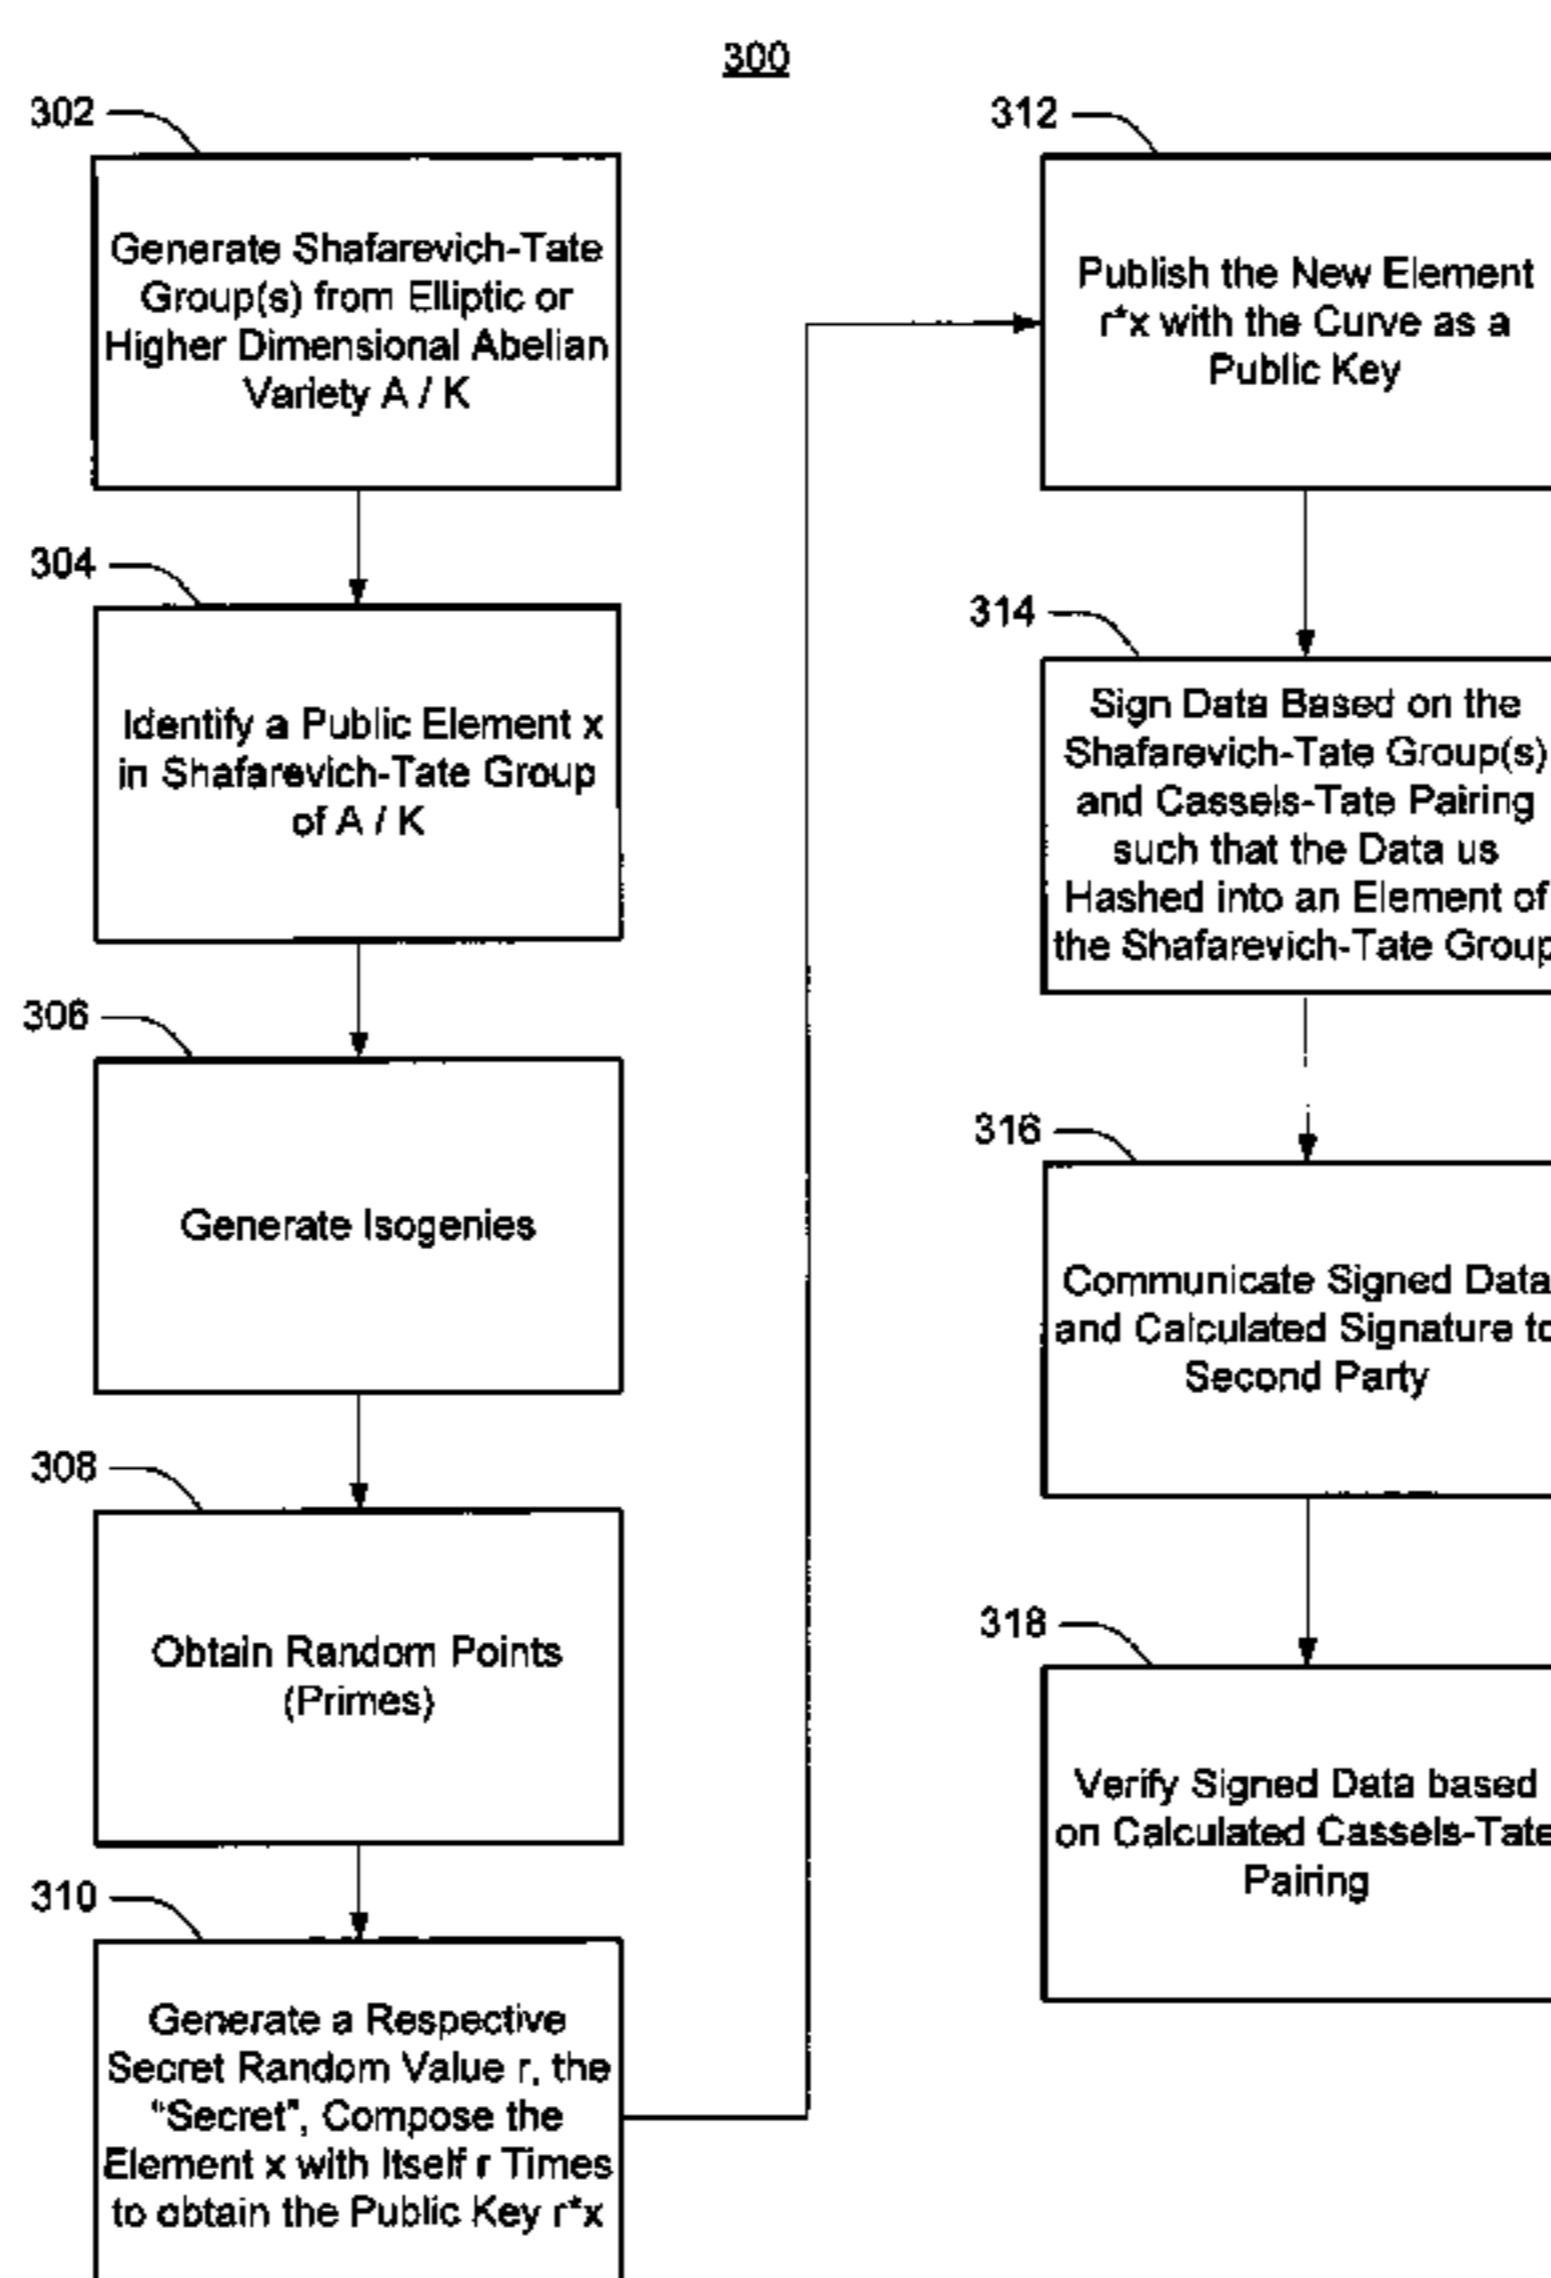 300
302
Generate Shafarevich-Tate
Group(s) from Elliptic or
Higher Dimensional Abelian
Variety A / K
304
Identify a Public Element x
in Shafarevich-Tate Group
of A / K
306
Generate Isogenies
308
Obtain Random Points
(Primes)
310
Generate a Respective
Secret Random Value r, the
"Secret", Compose the
Element x with Itself r Times
to obtain the Public Key r*x
312
Publish the New Element
r*x with the Curve as a
Public Key
314
Sign Data Based on the
Shafarevich-Tate Group(s)
and Cassels-Tate Pairing
such that the Data us
Hashed into an Element of
the Shafarevich-Tate Group
316
Communicate Signed Data
and Calculated Signature to
Second Party
318
Verify Signed Data based
on Calculated Cassels-Tate
Pairing